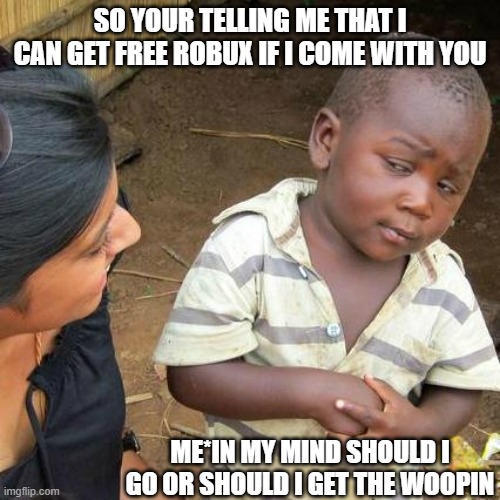 SO YOUR TELLING ME THAT I
CAN GET FREE ROBUX IF I COME WITH YOU
ME*IN MY MIND SHOULD I
GO OR SHOULD I GET THE WOOPIN
imgflip.com